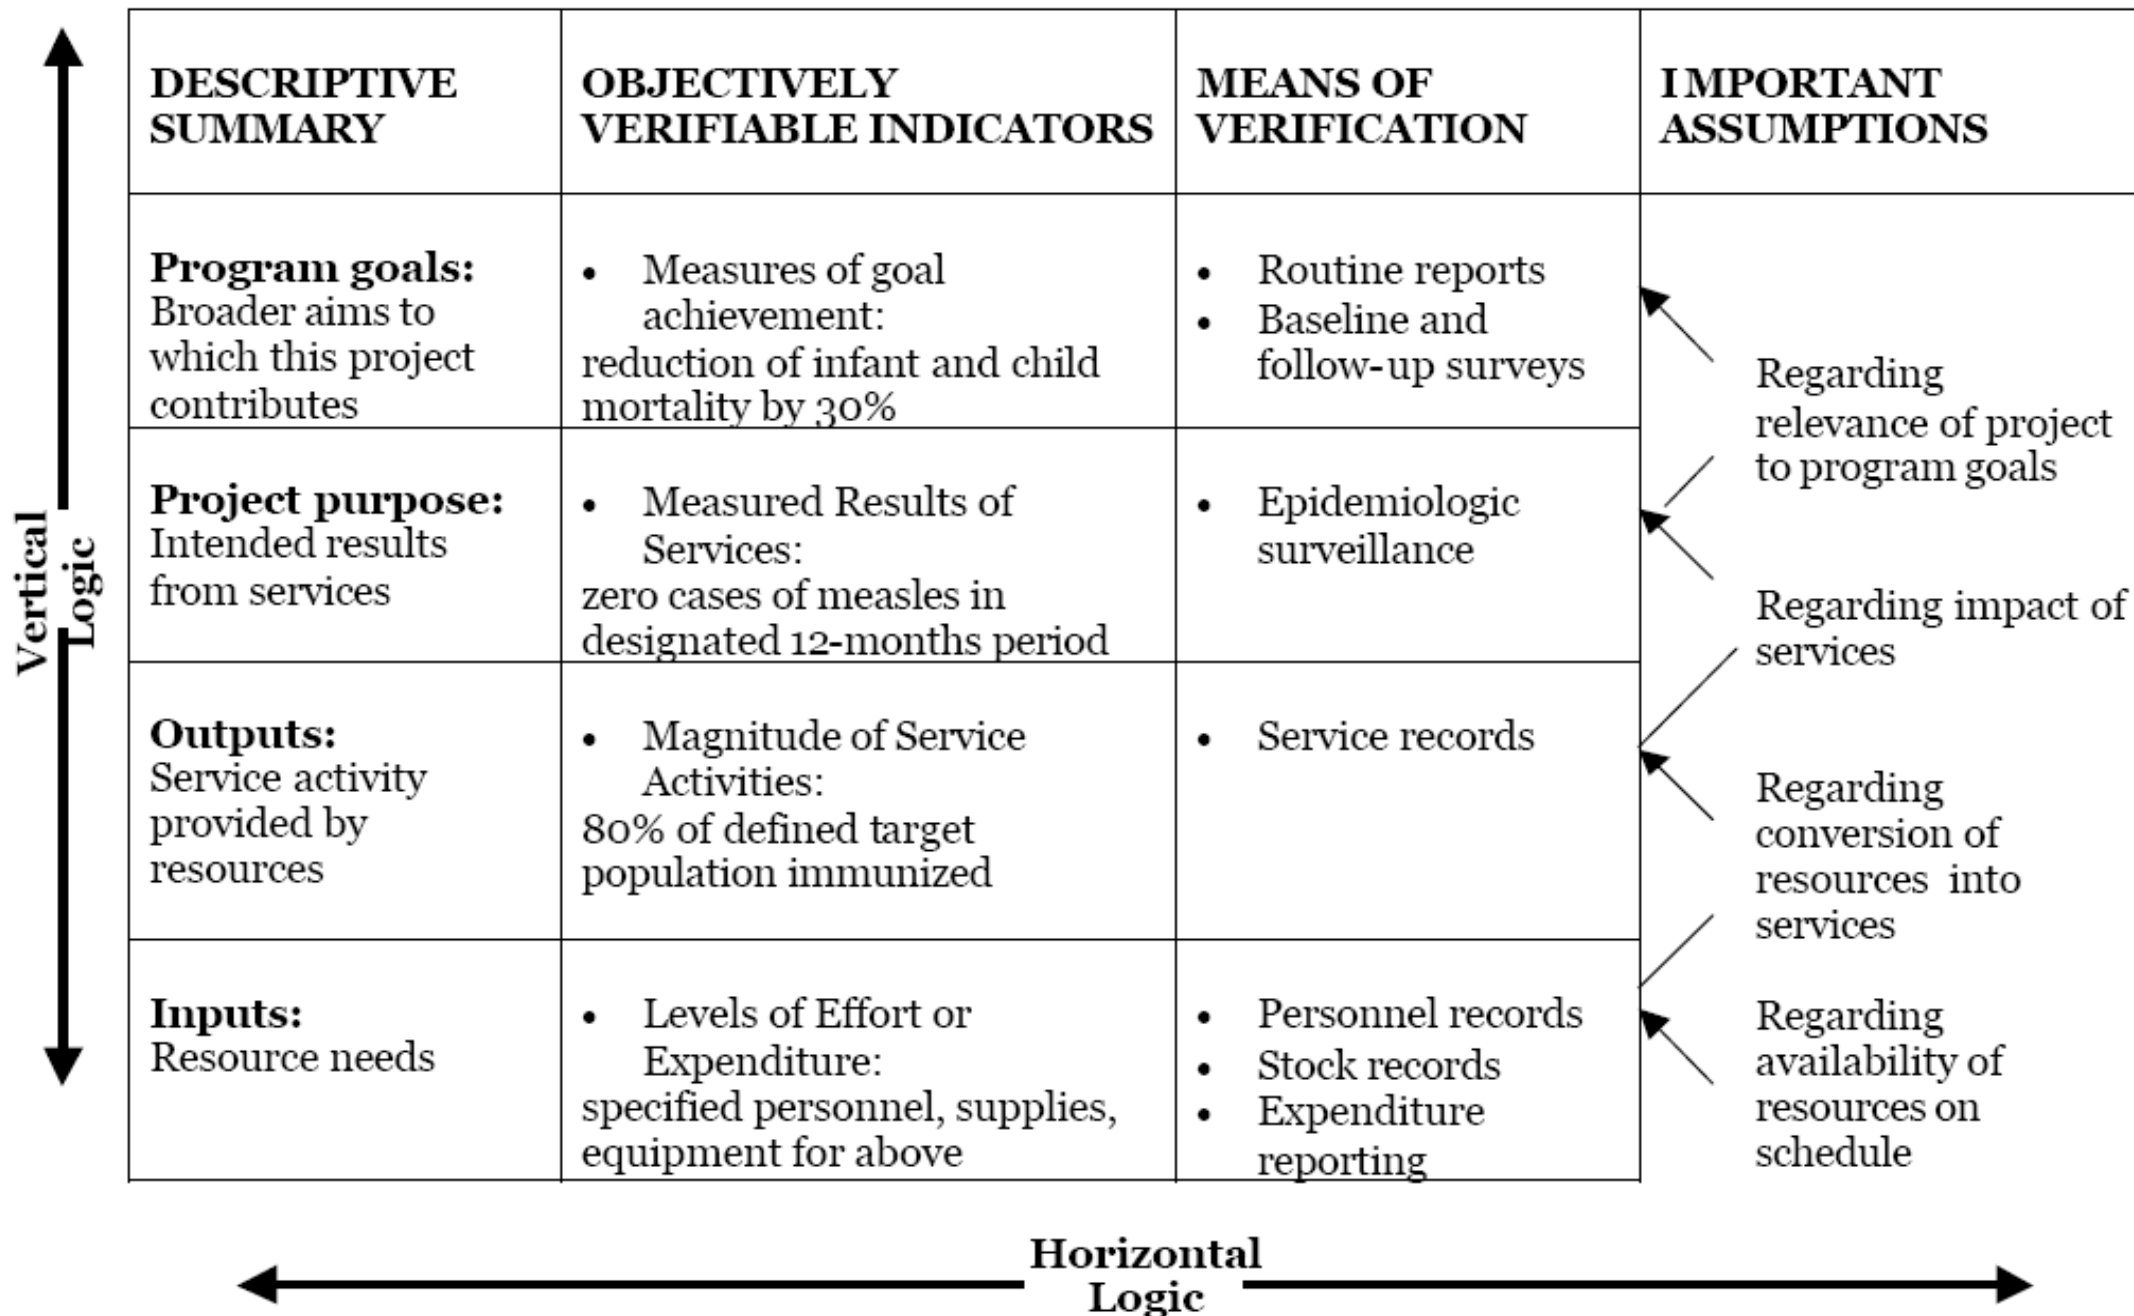 DESCRIPTIVE
SUMMARY
OBJECTIVELY
VERIFIABLE INDICATORS
MEANS OF
VERIFICATION
IMPORTANT
ASSUMPTIONS
Program goals:
Broader aims to
which this project
contributes
• Measures of goal
achievement:
reduction of infant and child
mortality by 30%
• Routine reports
• Baseline and
follow-up surveys
Regarding
relevance of project
to program goals
Project purpose:
Intended results
from services
• Measured Results of
Services:
zero cases of measles in
designated 12-months period
• Epidemiologic
surveillance
Regarding impact of
services
Outputs:
Service activity
provided by
resources
• Magnitude of Service
Activities:
80% of defined target
population immunized
• Service records
Regarding
conversion of
resources into
services
Inputs:
Resource needs
• Levels of Effort or
Expenditure:
specified personnel, supplies,
equipment for above
• Personnel records
• Stock records
• Expenditure
reporting
Regarding
availability of
resources on
schedule
Vertical
Logic
Horizontal
Logic